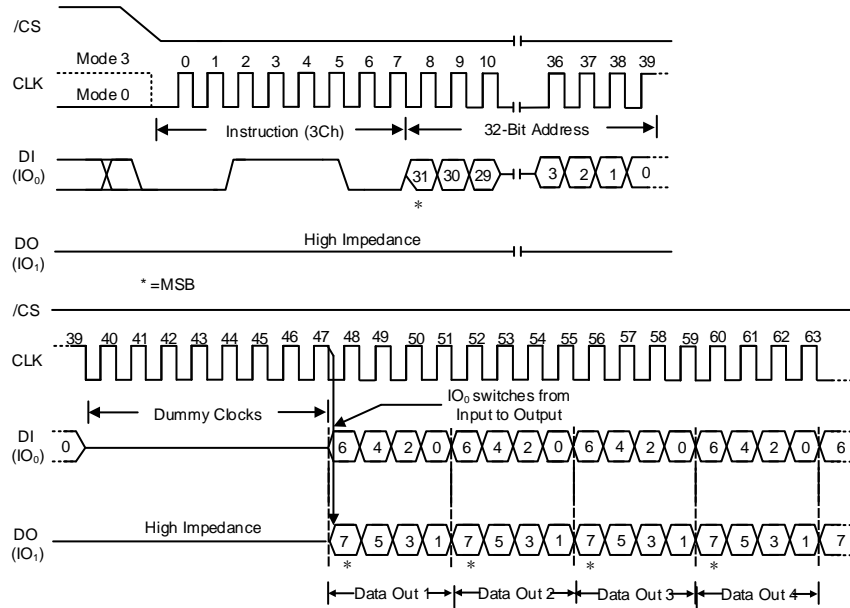 /CS
Mode 3
0 1 2 3 4 5 6 7 8 9 10 36 37 38 39
CLK
Mode 0
Instruction (3Ch) 32-Bit Address
DI
(IO0)
31 30 29 3 2 1 0
*
High Impedance
DO
(IO1)
* =MSB
/CS
39 40 41 42 43 44 45 46 47 48 49 50 51 52 53 54 55 56 57 58 59 60 61 62 63
CLK
IO0 switches from
Input to Output
Dummy Clocks
DI
(IO0)
0 6 4 2 0 6 4 2 0 6 4 2 0 6 4 2 0 6
High Impedance
DO
(IO1)
7 5 3 1 7 5 3 1 7 5 3 1 7 5 3 1 7
* * * *
Data Out 1 Data Out 2 Data Out 3 Data Out 4